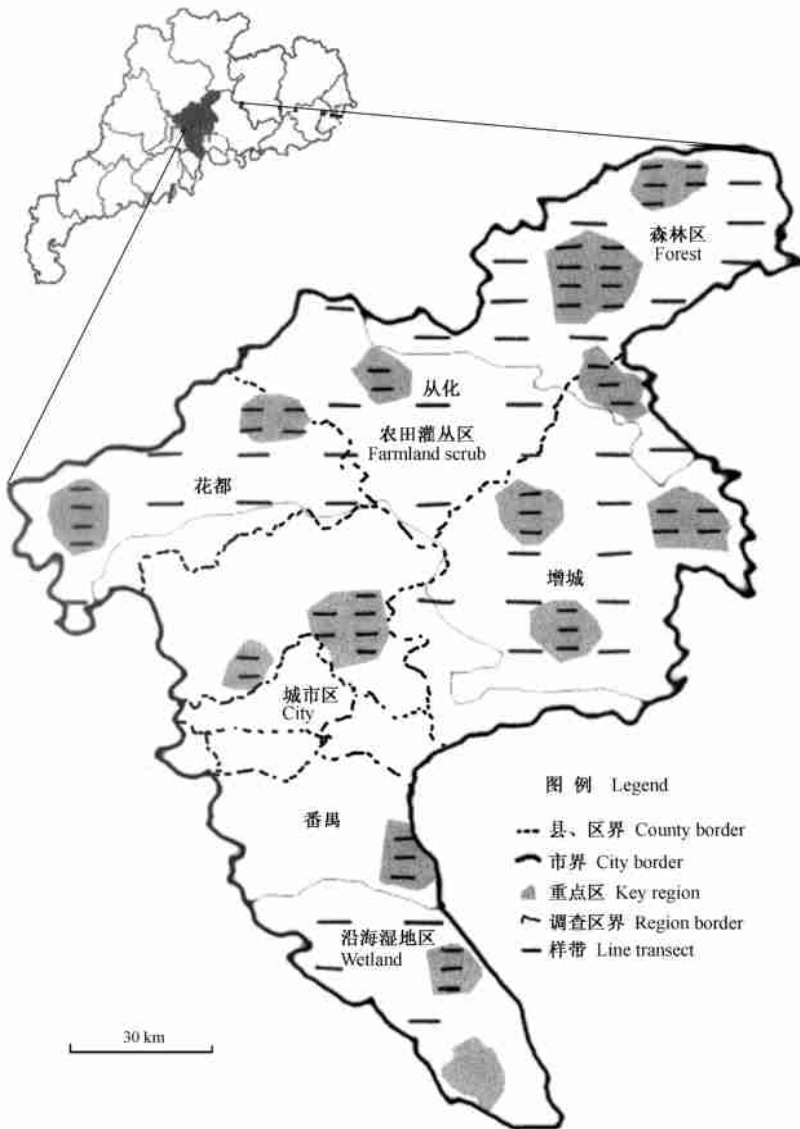 森林区
Forest
从化
农田灌丛区
Farmland scrub
花都
增城
城市区
City
番禺
沿海湿地区
Wetland
图 例 Legend
县、区界 County border
市界 City border
重点区 Key region
调查区界 Region border
样带 Line transect
30 km